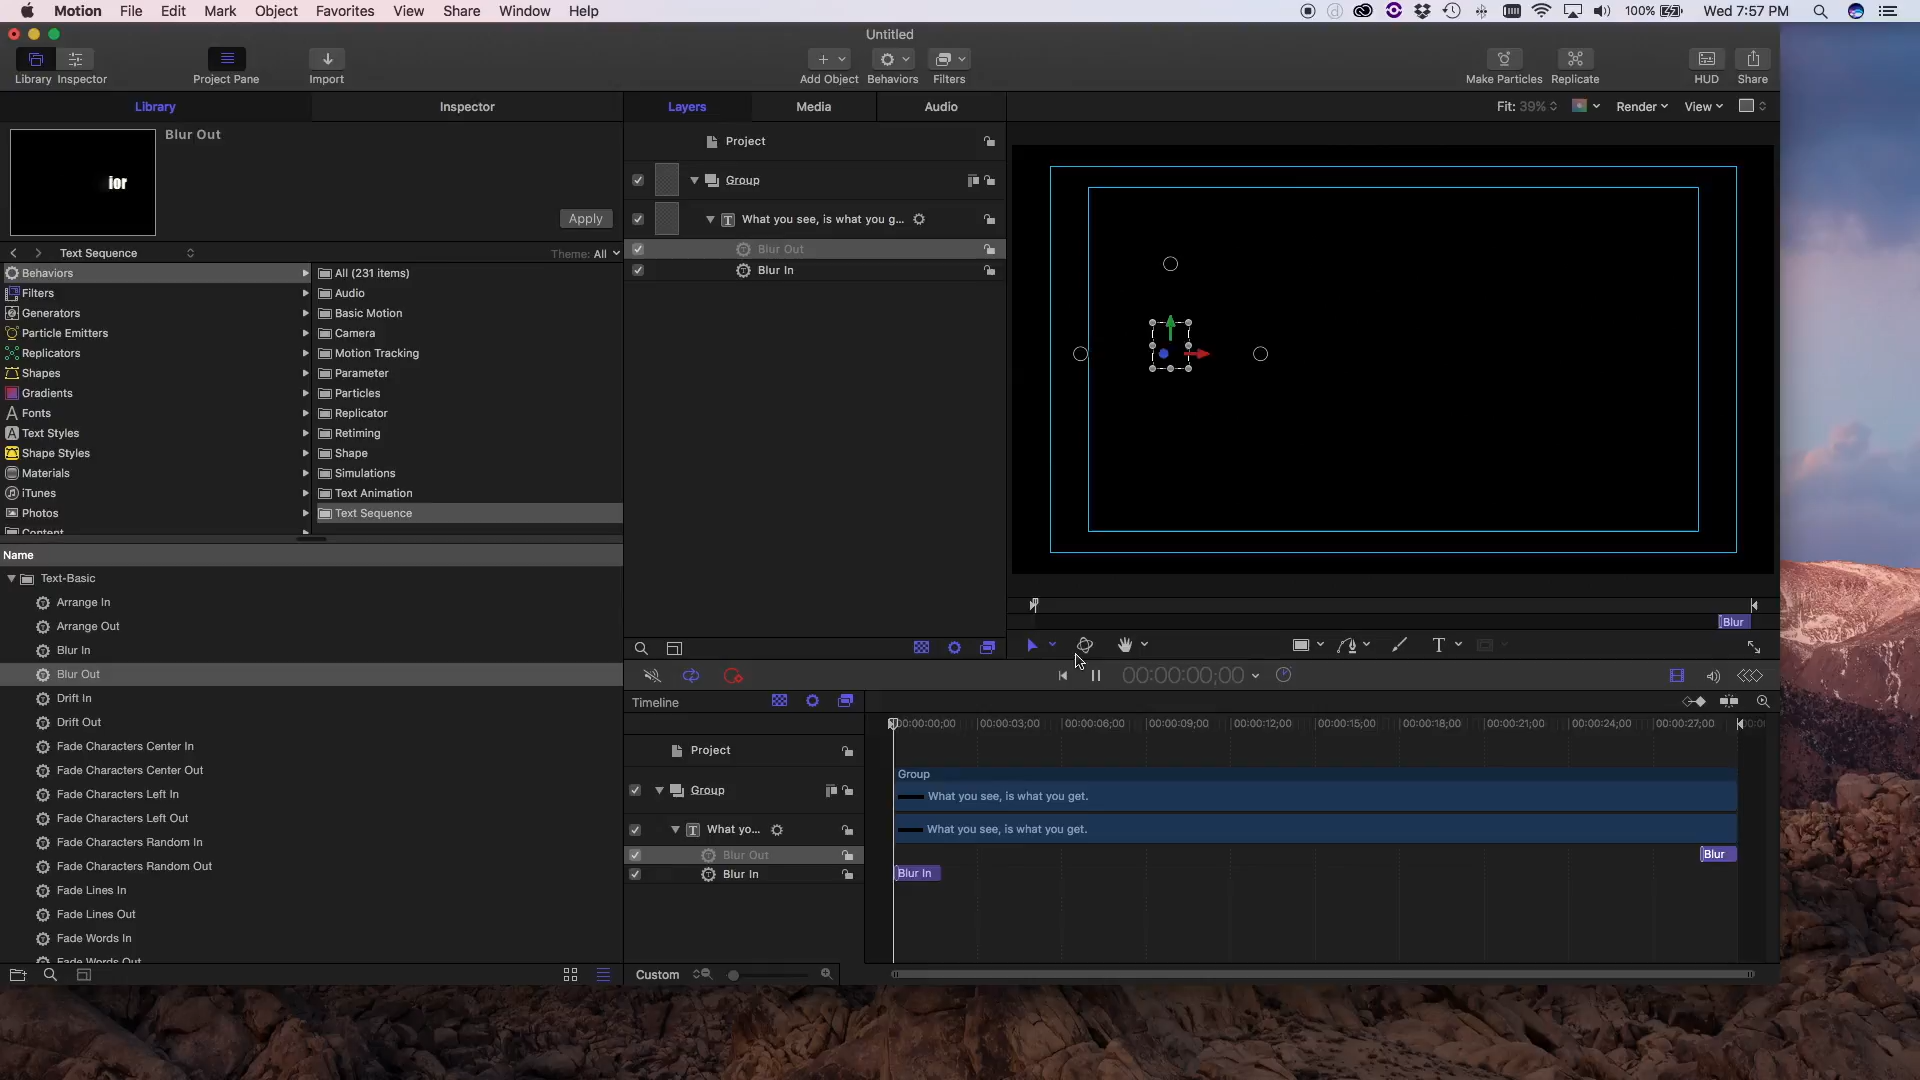 Motion File Edit Mark Object Favorites View Share Window Help 100% Wed 7:57 PM
Untitled
Library Inspector Project Pane Import Add Object Behaviors Filters Make Particles Replicate HUD Share
Library Inspector Layers Media Audio Fit: 39% Render View
Blur Out
ior
Apply
Project
Group
What you see, is what you g...
Blur Out
Blur In
Text Sequence Theme: All
Behaviors
Filters
Generators
Particle Emitters
Replicators
Shapes
Gradients
Fonts
Text Styles
Shape Styles
Materials
iTunes
Photos
Content
All (231 items)
Audio
Basic Motion
Camera
Motion Tracking
Parameter
Particles
Replicator
Retiming
Shape
Simulations
Text Animation
Text Sequence
Name
Text-Basic
Arrange In
Arrange Out
Blur In
Blur Out
Drift In
Drift Out
Fade Characters Center In
Fade Characters Center Out
Fade Characters Left In
Fade Characters Left Out
Fade Characters Random In
Fade Characters Random Out
Fade Lines In
Fade Lines Out
Fade Words In
Fade Words Out
Blur
T
00:00:00;00
Timeline
00:00:00;00 00:00:03;00 00:00:06;00 00:00:09;00 00:00:12;00 00:00:15;00 00:00:18;00 00:00:21;00 00:00:24;00 00:00:27;00
Project
Group
What yo...
Blur Out
Blur In
Group
What you see, is what you get.
What you see, is what you get.
Blur
Blur In
Custom